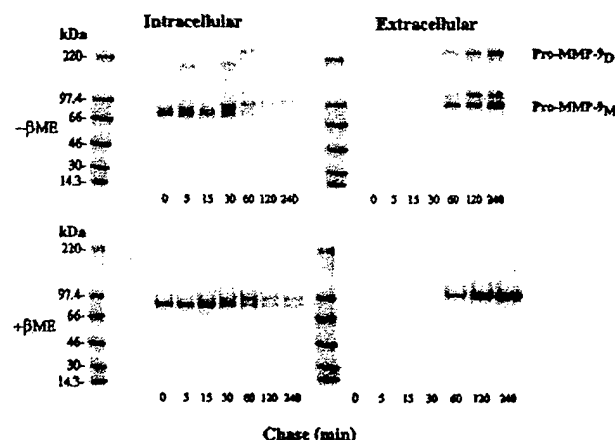 Intracellular Extracellular
kDa
220-
97.4-
66-
46-
30-
14.3-
−βME
Pro-MMP-9D
Pro-MMP-9M
0 5 15 30 60 120 240 0 5 15 30 60 120 240
kDa
220-
97.4-
66-
46-
30-
14.3-
+βME
0 5 15 30 60 120 240 0 5 15 30 60 120 240
Chase (min)